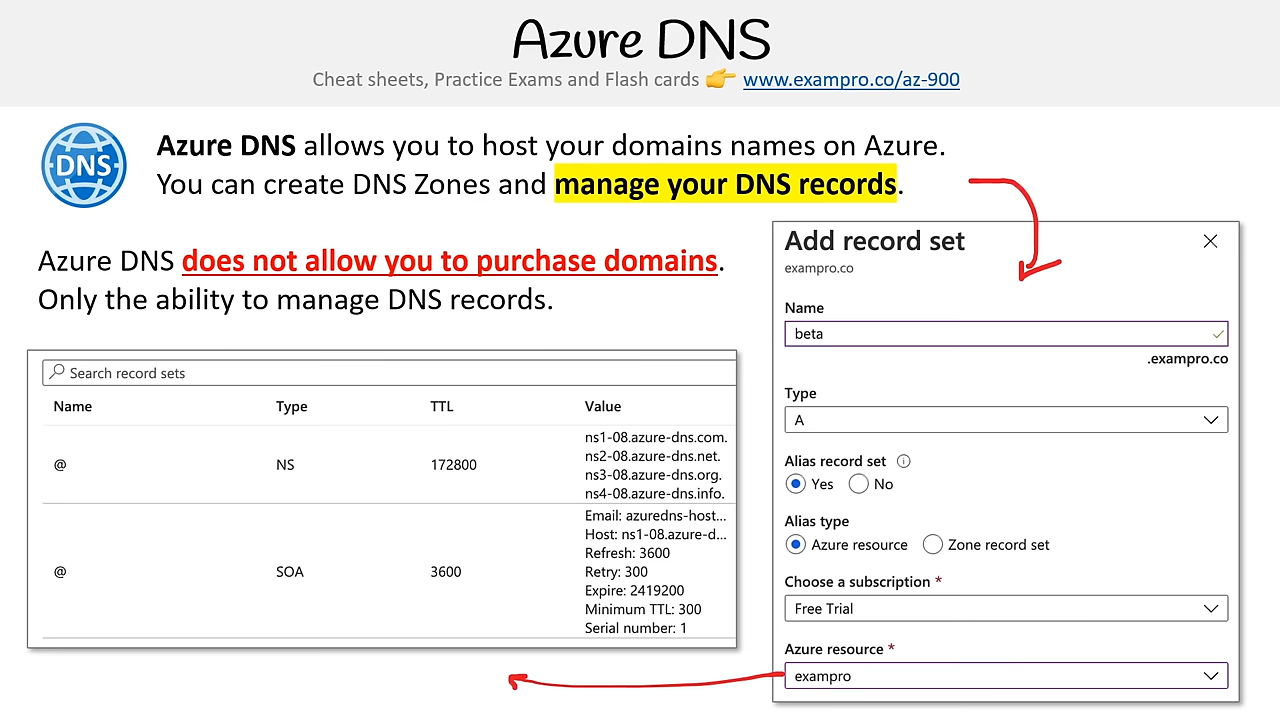 Azure DNS
Cheat sheets, Practice Exams and Flash cards 👉 www.exampro.co/az-900
DNS
Azure DNS allows you to host your domains names on Azure.
You can create DNS Zones and manage your DNS records.
Azure DNS does not allow you to purchase domains.
Only the ability to manage DNS records.
Search record sets
Name Type TTL Value
@ NS 172800
ns1-08.azure-dns.com.
ns2-08.azure-dns.net.
ns3-08.azure-dns.org.
ns4-08.azure-dns.info.
@ SOA 3600
Email: azuredns-host...
Host: ns1-08.azure-d...
Refresh: 3600
Retry: 300
Expire: 2419200
Minimum TTL: 300
Serial number: 1
Add record set
exampro.co
Name
beta
.exampro.co
Type
A
Alias record set
Yes No
Alias type
Azure resource Zone record set
Choose a subscription *
Free Trial
Azure resource *
exampro